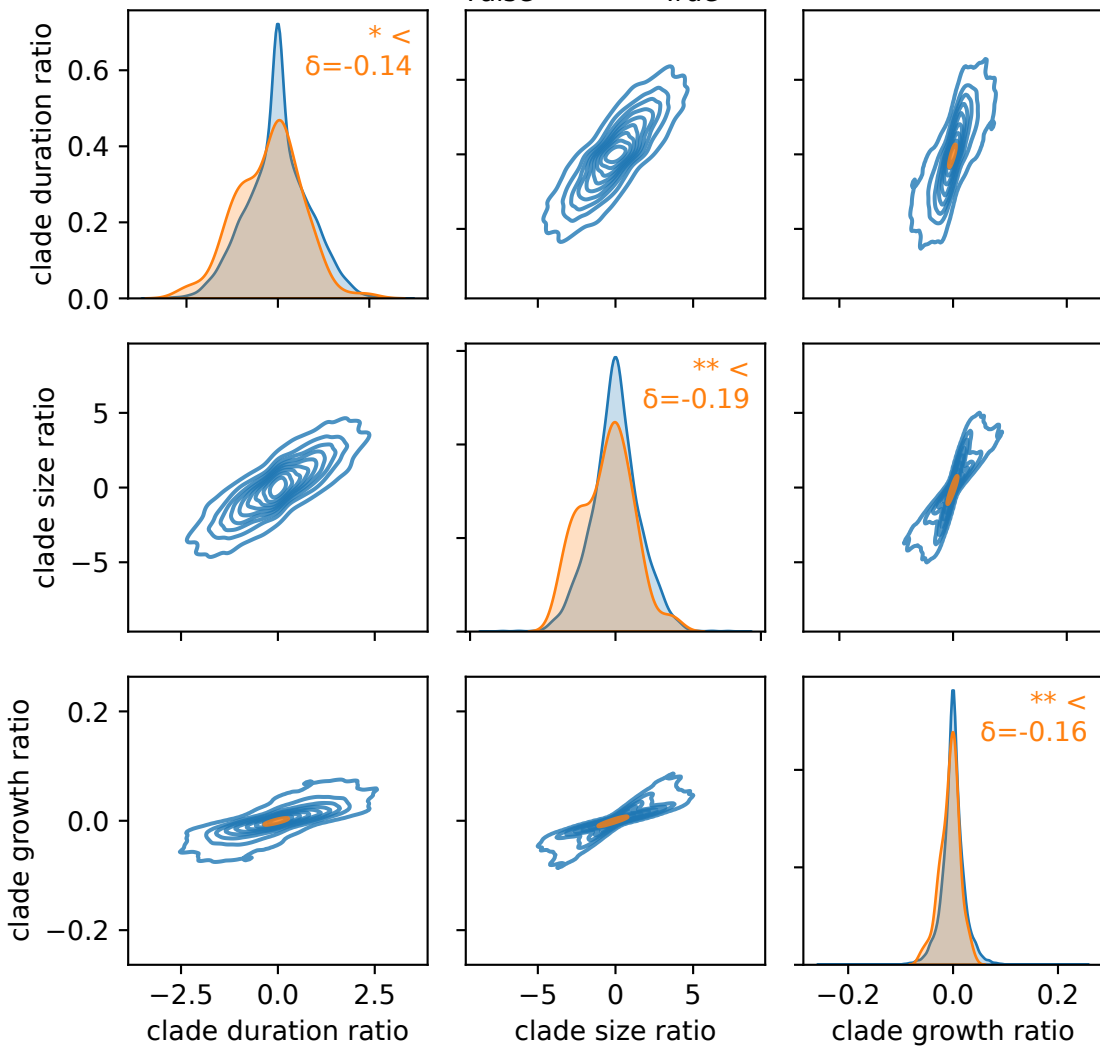 clade duration ratio
0.6
0.4
0.2
0.0
* <
δ=-0.14
clade size ratio
5
0
−5
** <
δ=-0.19
clade growth ratio
0.2
0.0
−0.2
** <
δ=-0.16
−2.5 0.0 2.5
−5 0 5
−0.2 0.0 0.2
clade duration ratio
clade size ratio
clade growth ratio